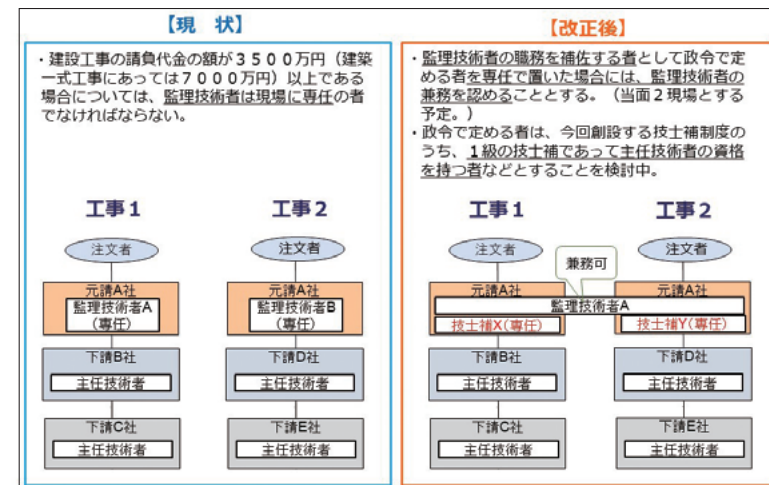 【現 状】
・建設工事の請負代金の額が3500万円（建築
一式工事にあっては7000万円）以上である
場合については、監理技術者は現場に専任の者
でなければならない。
工事1
工事2
注文者
注文者
元請A社
監理技術者A
（専任）
元請A社
監理技術者B
（専任）
下請B社
主任技術者
下請D社
主任技術者
下請C社
主任技術者
下請E社
主任技術者
【改正後】
・監理技術者の職務を補佐する者として政令で定
める者を専任で置いた場合には、監理技術者の
兼務を認めることとする。（当面2現場とする
予定。）
・政令で定める者は、今回創設する技士補制度の
うち、1級の技士補であって主任技術者の資格
を持つ者などとすることを検討中。
工事1
工事2
注文者
注文者
兼務可
元請A社
元請A社
監理技術者A
技士補X(専任)
技士補Y(専任)
下請B社
主任技術者
下請D社
主任技術者
下請C社
主任技術者
下請E社
主任技術者